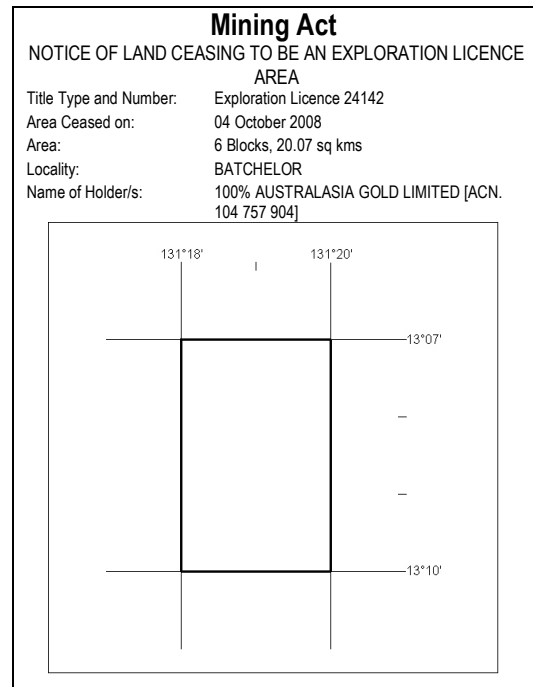 Mining Act
NOTICE OF LAND CEASING TO BE AN EXPLORATION LICENCE
AREA
Title Type and Number: Exploration Licence 24142
Area Ceased on: 04 October 2008
Area: 6 Blocks, 20.07 sq kms
Locality: BATCHELOR
Name of Holder/s: 100% AUSTRALASIA GOLD LIMITED [ACN.
104 757 904]
131°18' 131°20'
13°07'
13°10'